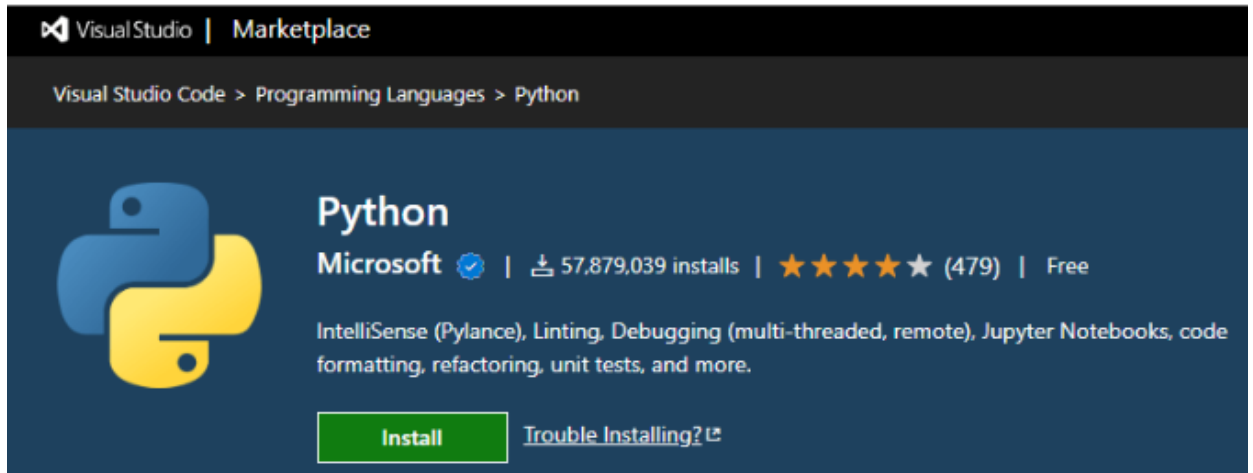 Visual Studio | Marketplace
Visual Studio Code > Programming Languages > Python
Python
Microsoft | 57,879,039 installs | (479) | Free
IntelliSense (Pylance), Linting, Debugging (multi-threaded, remote), Jupyter Notebooks, code
formatting, refactoring, unit tests, and more.
Install Trouble Installing?